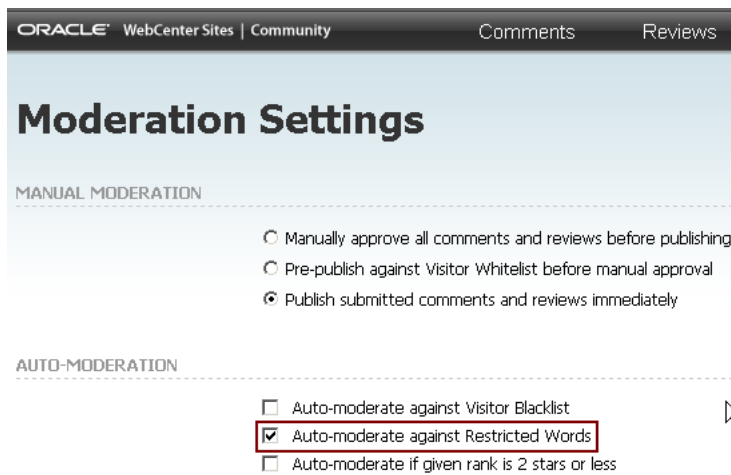 ORACLE WebCenter Sites | Community Comments Reviews
Moderation Settings
MANUAL MODERATION
Manually approve all comments and reviews before publishing
Pre-publish against Visitor Whitelist before manual approval
Publish submitted comments and reviews immediately
AUTO-MODERATION
Auto-moderate against Visitor Blacklist
Auto-moderate against Restricted Words
Auto-moderate if given rank is 2 stars or less